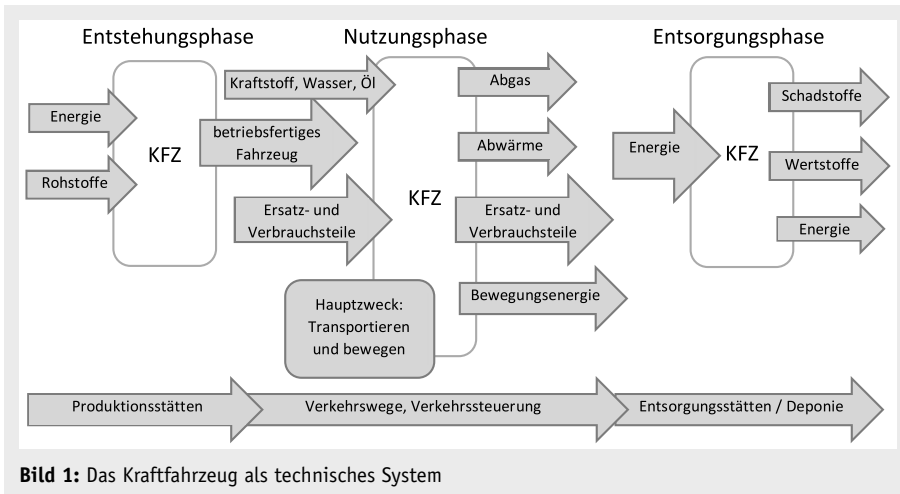 Entstehungsphase
Nutzungsphase
Entsorgungsphase
Energie
Rohstoffe
KFZ
Kraftstoff, Wasser, Öl
betriebsfertiges
Fahrzeug
Ersatz- und
Verbrauchsteile
KFZ
Hauptzweck:
Transportieren
und bewegen
Abgas
Abwärme
Ersatz- und
Verbrauchsteile
Bewegungsenergie
Energie
KFZ
Schadstoffe
Wertstoffe
Energie
Produktionsstätten
Verkehrswege, Verkehrssteuerung
Entsorgungsstätten / Deponie
Bild 1: Das Kraftfahrzeug als technisches System